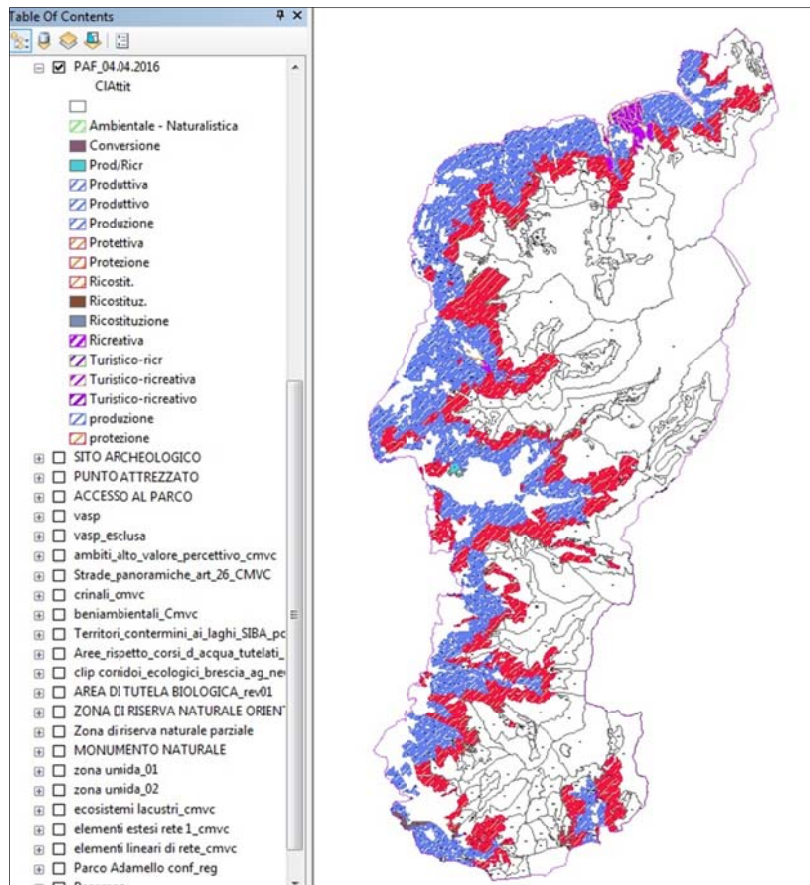 Table Of Contents
PAF_04.04.2016
ClAttit
Ambientale - Naturalistica
Conversione
Prod/Ricr
Produttiva
Produttivo
Produzione
Protettiva
Protezione
Ricostit.
Ricostituz.
Ricostituzione
Ricreativa
Turistico-ricr
Turistico-ricreativa
Turistico-ricreativo
produzione
protezione
SITO ARCHEOLOGICO
PUNTO ATTREZZATO
ACCESSO AL PARCO
vasp
vasp_esclusa
ambiti_alto_valore_percettivo_cmvc
Strade_panoramiche_art_26_CMVC
crinali_cmvc
beniambientali_Cmvc
Territori_contermini_ai_laghi_SIBA_po
Aree_rispetto_corsi_d_acqua_tutelati_
clip corridoi_ecologici_brescia_ag_nev
AREA DI TUTELA BIOLOGICA_rev01
ZONA DI RISERVA NATURALE ORIENT
Zona di riserva naturale parziale
MONUMENTO NATURALE
zona umida_01
zona umida_02
ecosistemi lacustri_cmvc
elementi estesi rete 1_cmvc
elementi lineari di rete_cmvc
Parco Adamello conf_reg